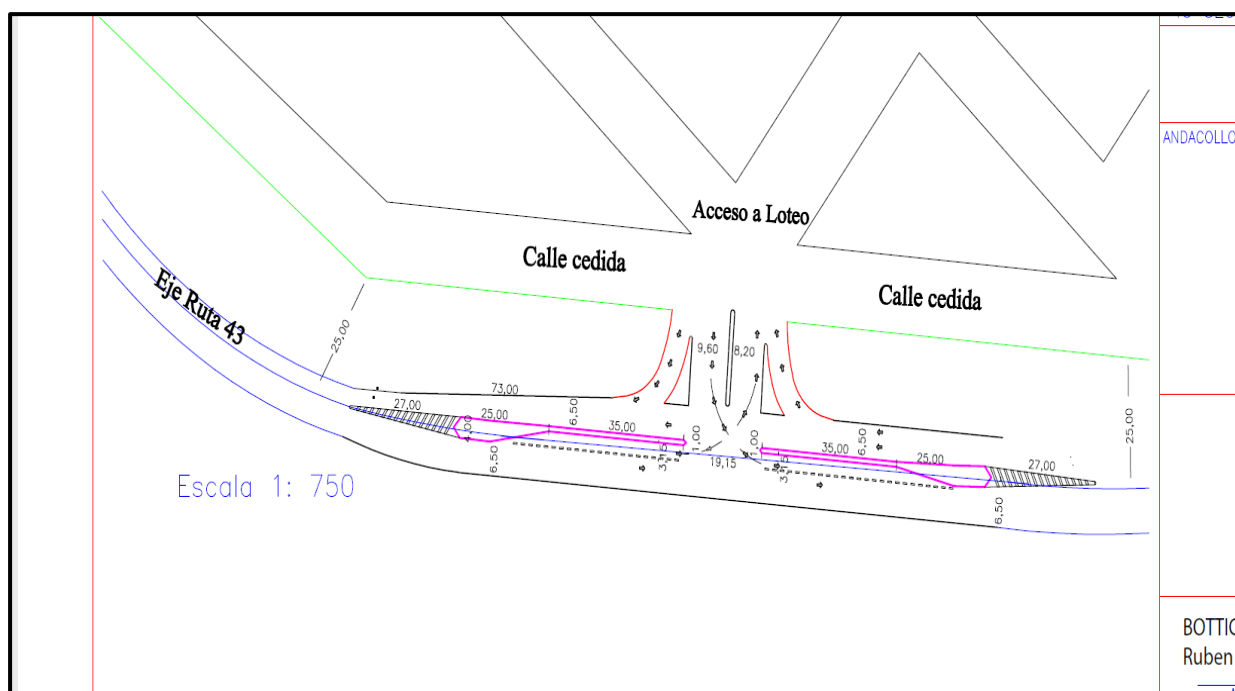 ANDACOLLO
Acceso a Loteo
Calle cedida
Calle cedida
Eje Ruta 43
25,00
9,60
8,20
73,00
27,00
25,00
4,00
6.50
35,00
1,00
3,15
6.50
19,15
1,00
3,15
35,00
6.50
25,00
27,00
25,00
6.50
Escala 1: 750
BOTTIC
Ruben